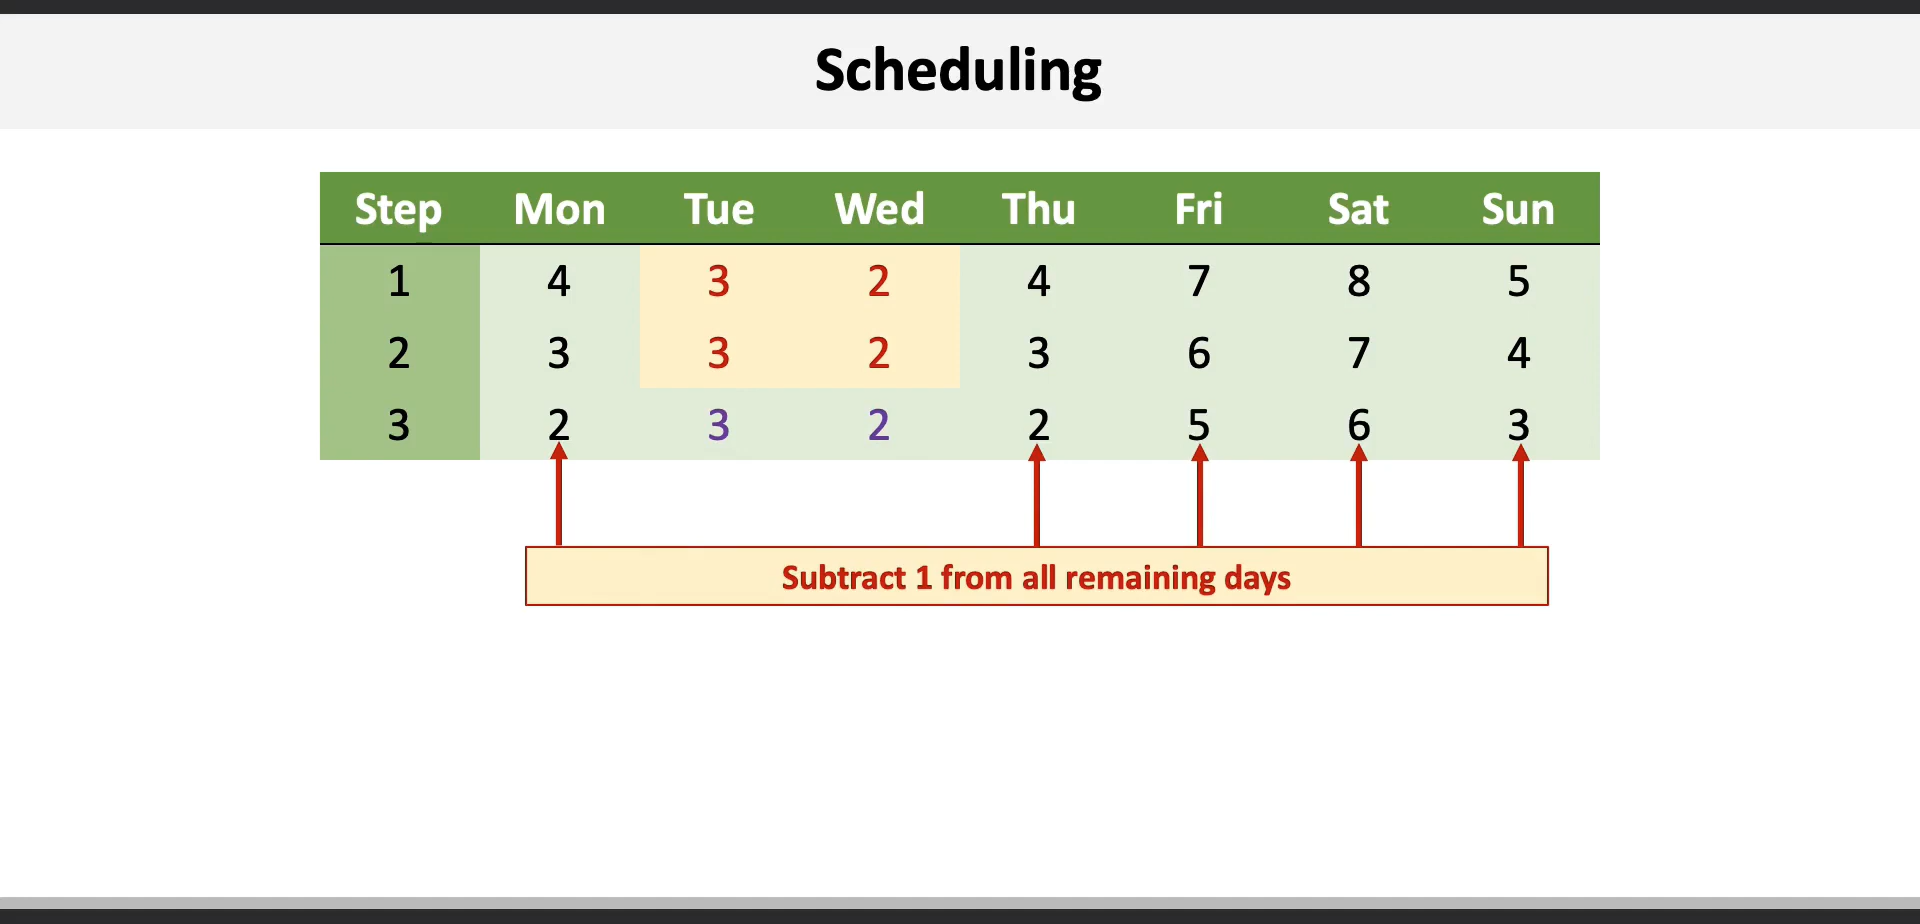 Scheduling
Step Mon Tue Wed Thu Fri Sat Sun
1 4 3 2 4 7 8 5
2 3 3 2 3 6 7 4
3 2 3 2 2 5 6 3
Subtract 1 from all remaining days